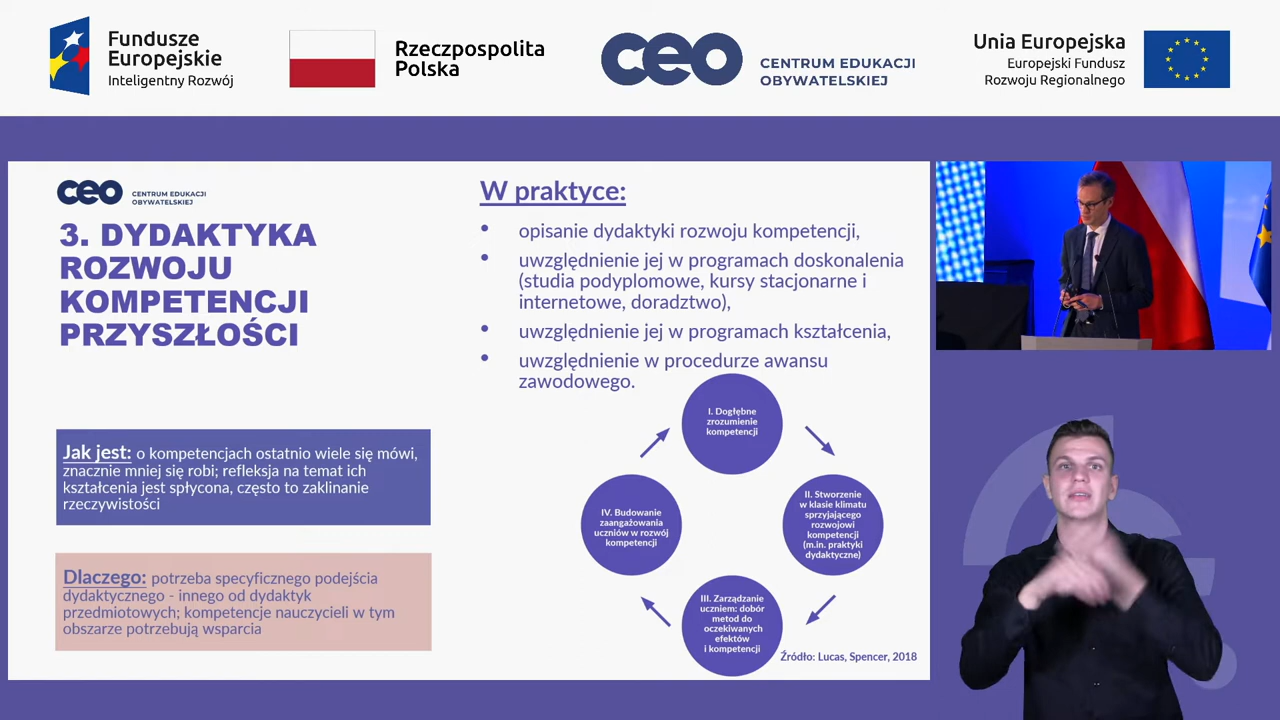 Fundusze
Europejskie
Inteligentny Rozwój
Rzeczpospolita
Polska
ceo
CENTRUM EDUKACJI
OBYWATELSKIEJ
Unia Europejska
Europejski Fundusz
Rozwoju Regionalnego
ceo
CENTRUM EDUKACJI
OBYWATELSKIEJ
3. DYDAKTYKA
ROZWOJU
KOMPETENCJI
PRZYSZŁOŚCI
Jak jest: o kompetencjach ostatnio wiele się mówi,
znacznie mniej się robi; refleksja na temat ich
kształcenia jest spłycona, często to zaklinanie
rzeczywistości
Dlaczego: potrzeba specyficznego podejścia
dydaktycznego - innego od dydaktyk
przedmiotowych; kompetencje nauczycieli w tym
obszarze potrzebują wsparcia
W praktyce:
• opisanie dydaktyki rozwoju kompetencji,
• uwzględnienie jej w programach doskonalenia
(studia podyplomowe, kursy stacjonarne i
internetowe, doradztwo),
• uwzględnienie jej w programach kształcenia,
• uwzględnienie w procedurze awansu
zawodowego.
I. Dogłębne
zrozumienie
kompetencji
II. Stworzenie
w klasie klimatu
sprzyjającego
rozwojowi
kompetencji
(m.in. praktyki
dydaktyczne)
III. Zarządzanie
uczniem: dobór
metod do
oczekiwanych
efektów
i kompetencji
IV. Budowanie
zaangażowania
uczniów w rozwój
kompetencji
Źródło: Lucas, Spencer, 2018